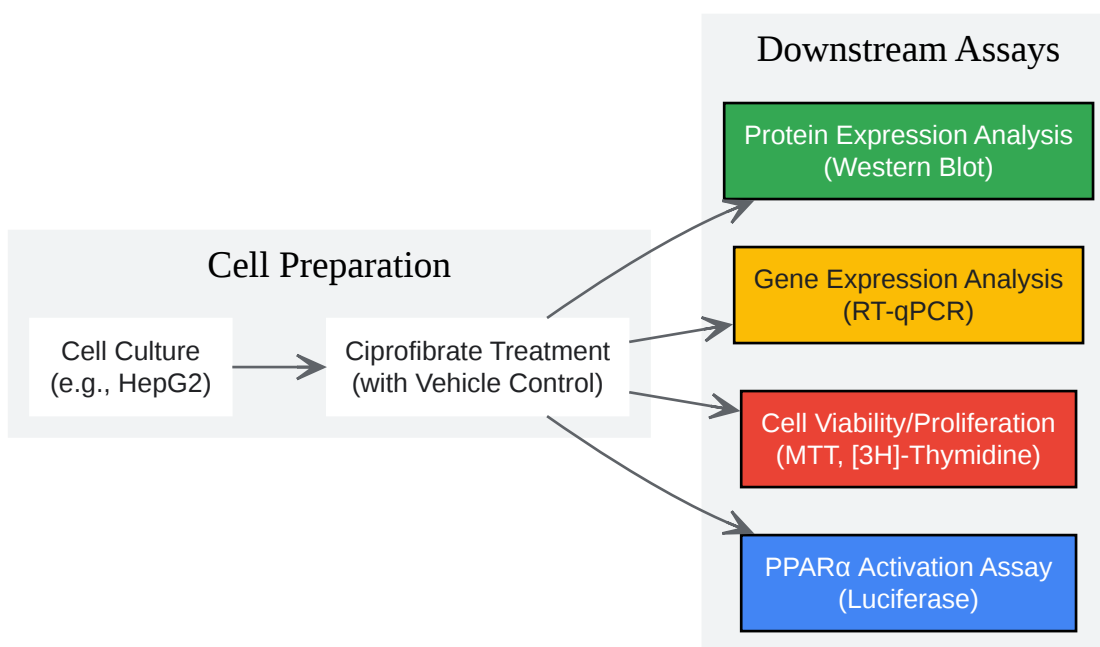 Cell Preparation
Cell Culture
(e.g., HepG2)
Ciprofibrate Treatment
(with Vehicle Control)
Downstream Assays
Protein Expression Analysis
(Western Blot)
Gene Expression Analysis
(RT-qPCR)
Cell Viability/Proliferation
(MTT, [3H]-Thymidine)
PPARα Activation Assay
(Luciferase)